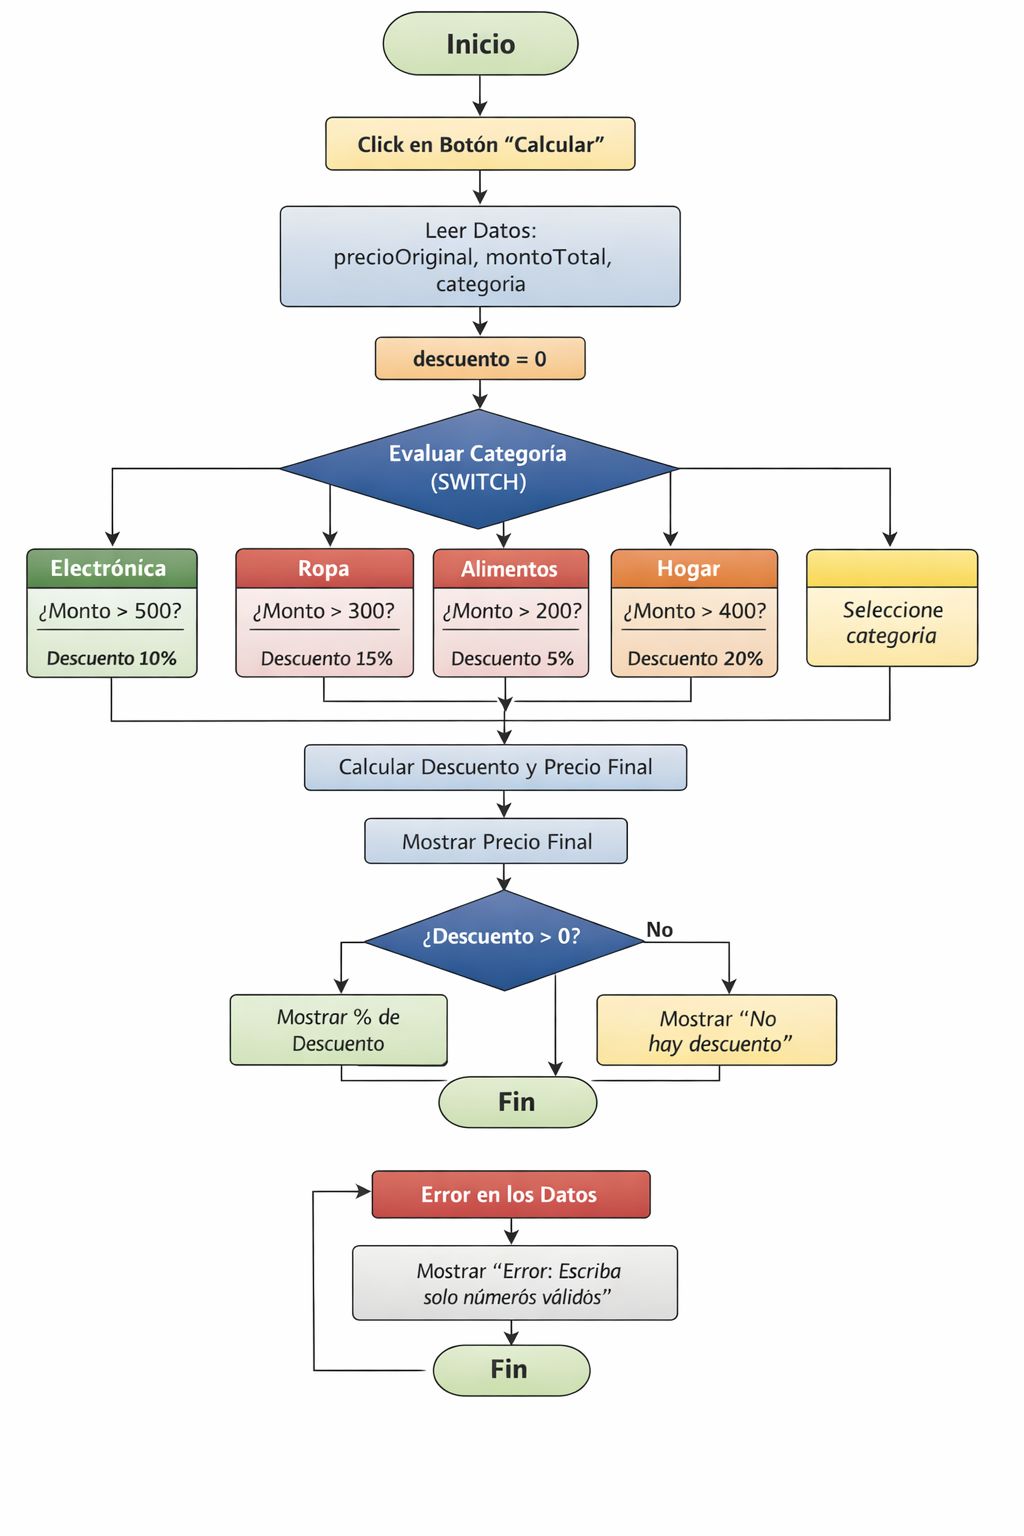 Inicio
Click en Botón “Calcular”
Leer Datos:
precioOriginal, montoTotal,
categoria
descuento = 0
Evaluar Categoría
(SWITCH)
Electrónica
¿Monto > 500?
Descuento 10%
Ropa
¿Monto > 300?
Descuento 15%
Alimentos
¿Monto > 200?
Descuento 5%
Hogar
¿Monto > 400?
Descuento 20%
Seleccione
categoria
Calcular Descuento y Precio Final
Mostrar Precio Final
¿Descuento > 0?
No
Mostrar % de
Descuento
Mostrar “No
hay descuento”
Fin
Error en los Datos
Mostrar “Error: Escriba
solo númerós válidòs”
Fin